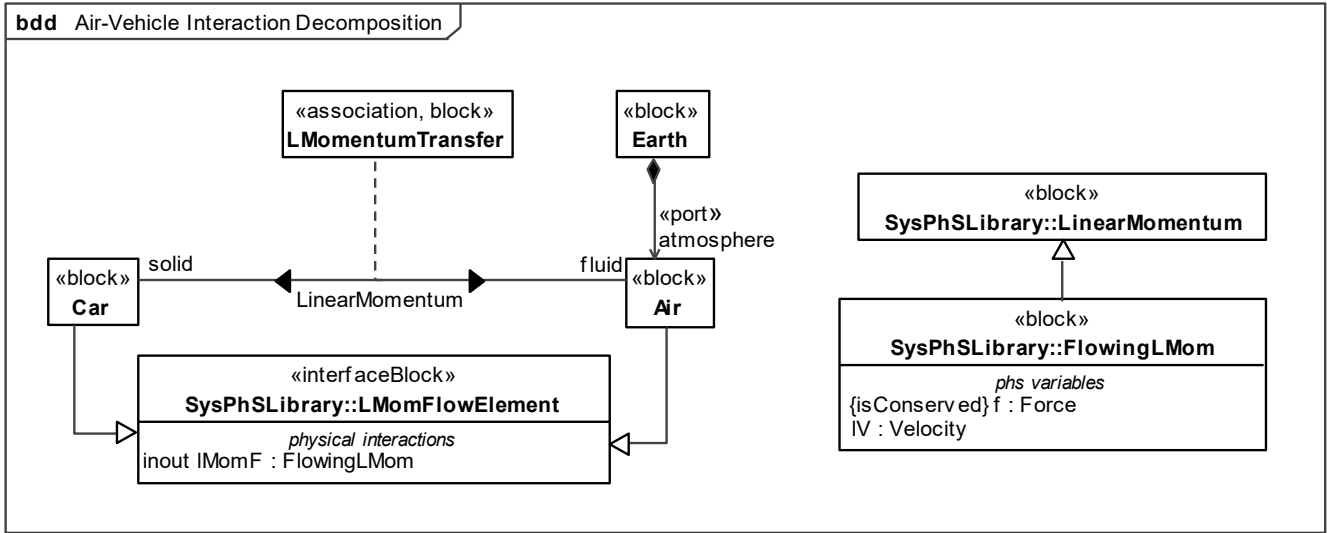 bdd Air-Vehicle Interaction Decomposition
«association, block»
LMomentumTransfer
«block»
Earth
«port»
atmosphere
«block»
SysPhSLibrary::LinearMomentum
«block»
Car
solid
LinearMomentum
fluid
«block»
Air
«block»
SysPhSLibrary::FlowingLMom
phs variables
{isConserved} f : Force
lV : Velocity
«interfaceBlock»
SysPhSLibrary::LMomFlowElement
physical interactions
inout lMomF : FlowingLMom